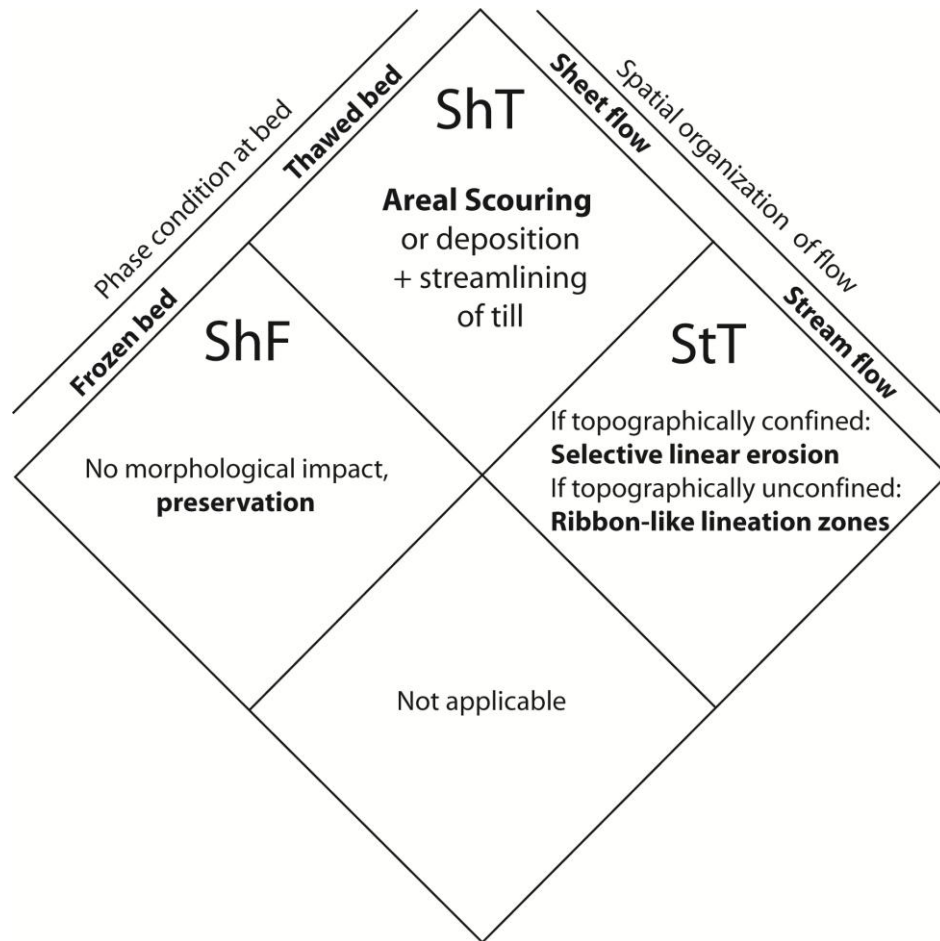 Phase condition at bed
Thawed bed
Frozen bed
Spatial organization of flow
Sheet flow
Stream flow
ShT
Areal Scouring
or deposition
+ streamlining
of till
ShF
No morphological impact,
preservation
StT
If topographically confined:
Selective linear erosion
If topographically unconfined:
Ribbon-like lineation zones
Not applicable